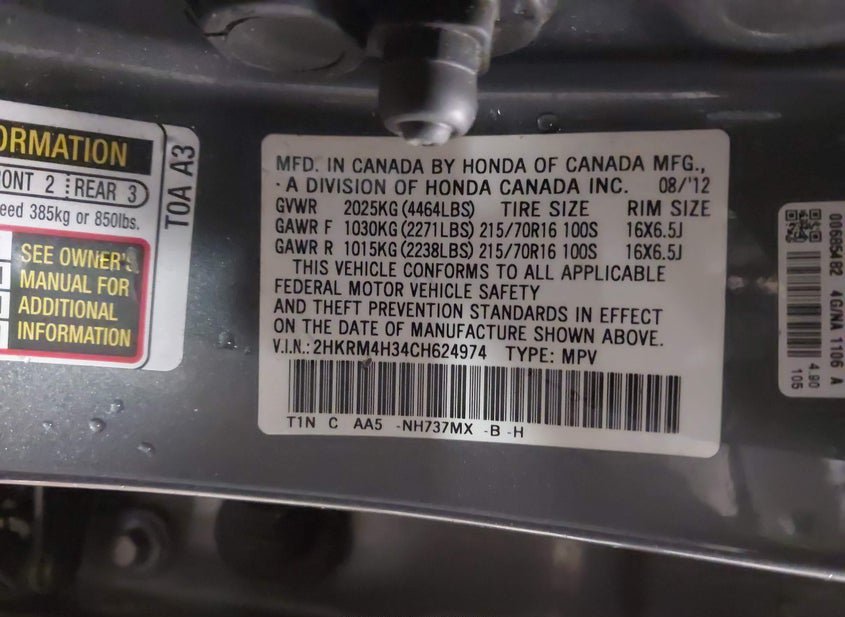 ORMATION
ONT 2 REAR 3
eed 385kg or 850lbs.
SEE OWNER'S
MANUAL FOR
ADDITIONAL
INFORMATION
T0A A3
MFD. IN CANADA BY HONDA OF CANADA MFG.,
A DIVISION OF HONDA CANADA INC. 08/'12
GVWR 2025KG (4464LBS) TIRE SIZE RIM SIZE
GAWR F 1030KG (2271LBS) 215/70R16 100S 16X6.5J
GAWR R 1015KG (2238LBS) 215/70R16 100S 16X6.5J
THIS VEHICLE CONFORMS TO ALL APPLICABLE
FEDERAL MOTOR VEHICLE SAFETY
AND THEFT PREVENTION STANDARDS IN EFFECT
ON THE DATE OF MANUFACTURE SHOWN ABOVE.
V.I.N.: 2HKRM4H34CH624974 TYPE: MPV
T1N C AA5 -NH737MX -B -H
00685482 4G/NA 1106 A
4.90
105